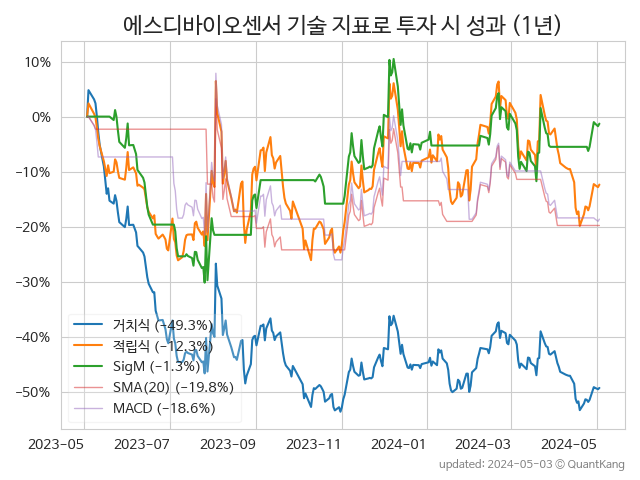 에스디바이오센서 기술 지표로 투자 시 성과 (1년)
10%
0%
−10%
−20%
−30%
−40%
−50%
거치식 (−49.3%)
적립식 (−12.3%)
SigM (−1.3%)
SMA(20) (−19.8%)
MACD (−18.6%)
2023-05 2023-07 2023-09 2023-11 2024-01 2024-03 2024-05
updated: 2024-05-03 ⓒ QuantKang